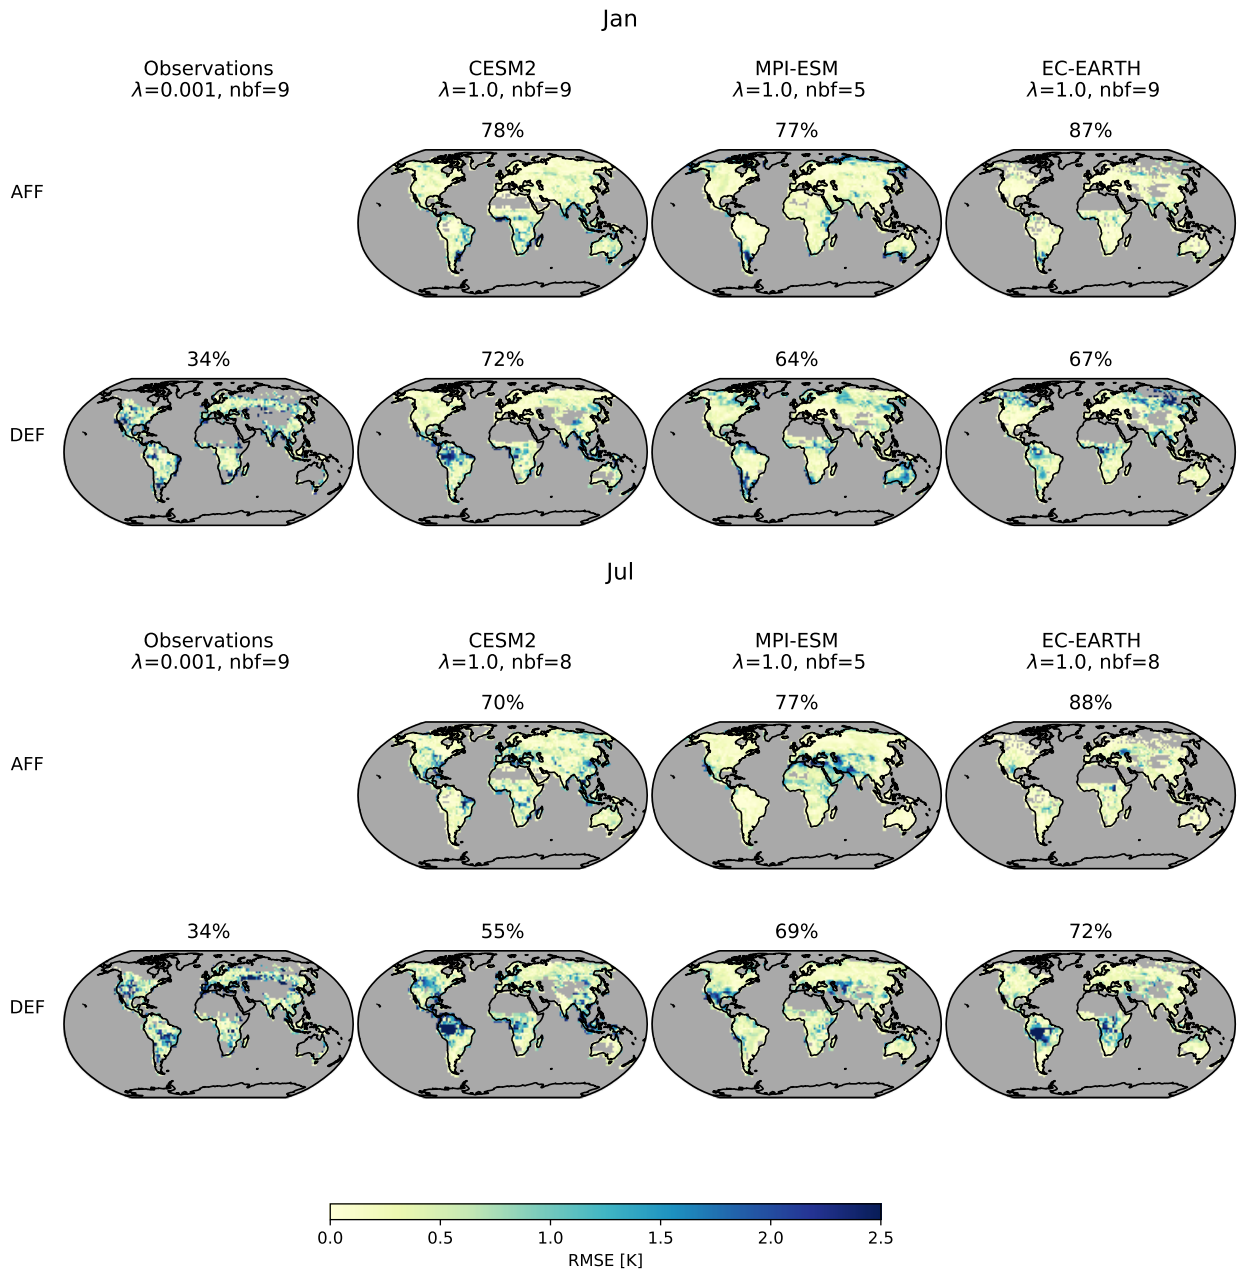 Jan
Observations CESM2 MPI-ESM EC-EARTH
λ=0.001, nbf=9 λ=1.0, nbf=9 λ=1.0, nbf=5 λ=1.0, nbf=9
78% 77% 87%
AFF
34% 72% 64% 67%
DEF
Jul
Observations CESM2 MPI-ESM EC-EARTH
λ=0.001, nbf=9 λ=1.0, nbf=8 λ=1.0, nbf=5 λ=1.0, nbf=8
70% 77% 88%
AFF
34% 55% 69% 72%
DEF
0.0 0.5 1.0 1.5 2.0 2.5
RMSE [K]